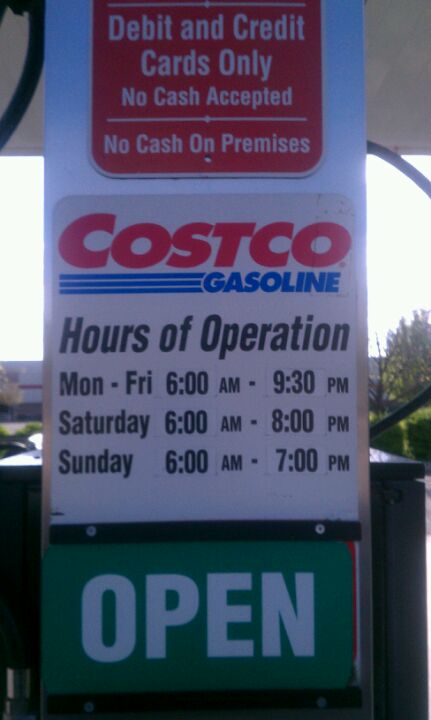 Debit and Credit
Cards Only
No Cash Accepted
No Cash On Premises
COSTCO
GASOLINE
Hours of Operation
Mon - Fri 6:00 AM - 9:30 PM
Saturday 6:00 AM - 8:00 PM
Sunday 6:00 AM - 7:00 PM
OPEN